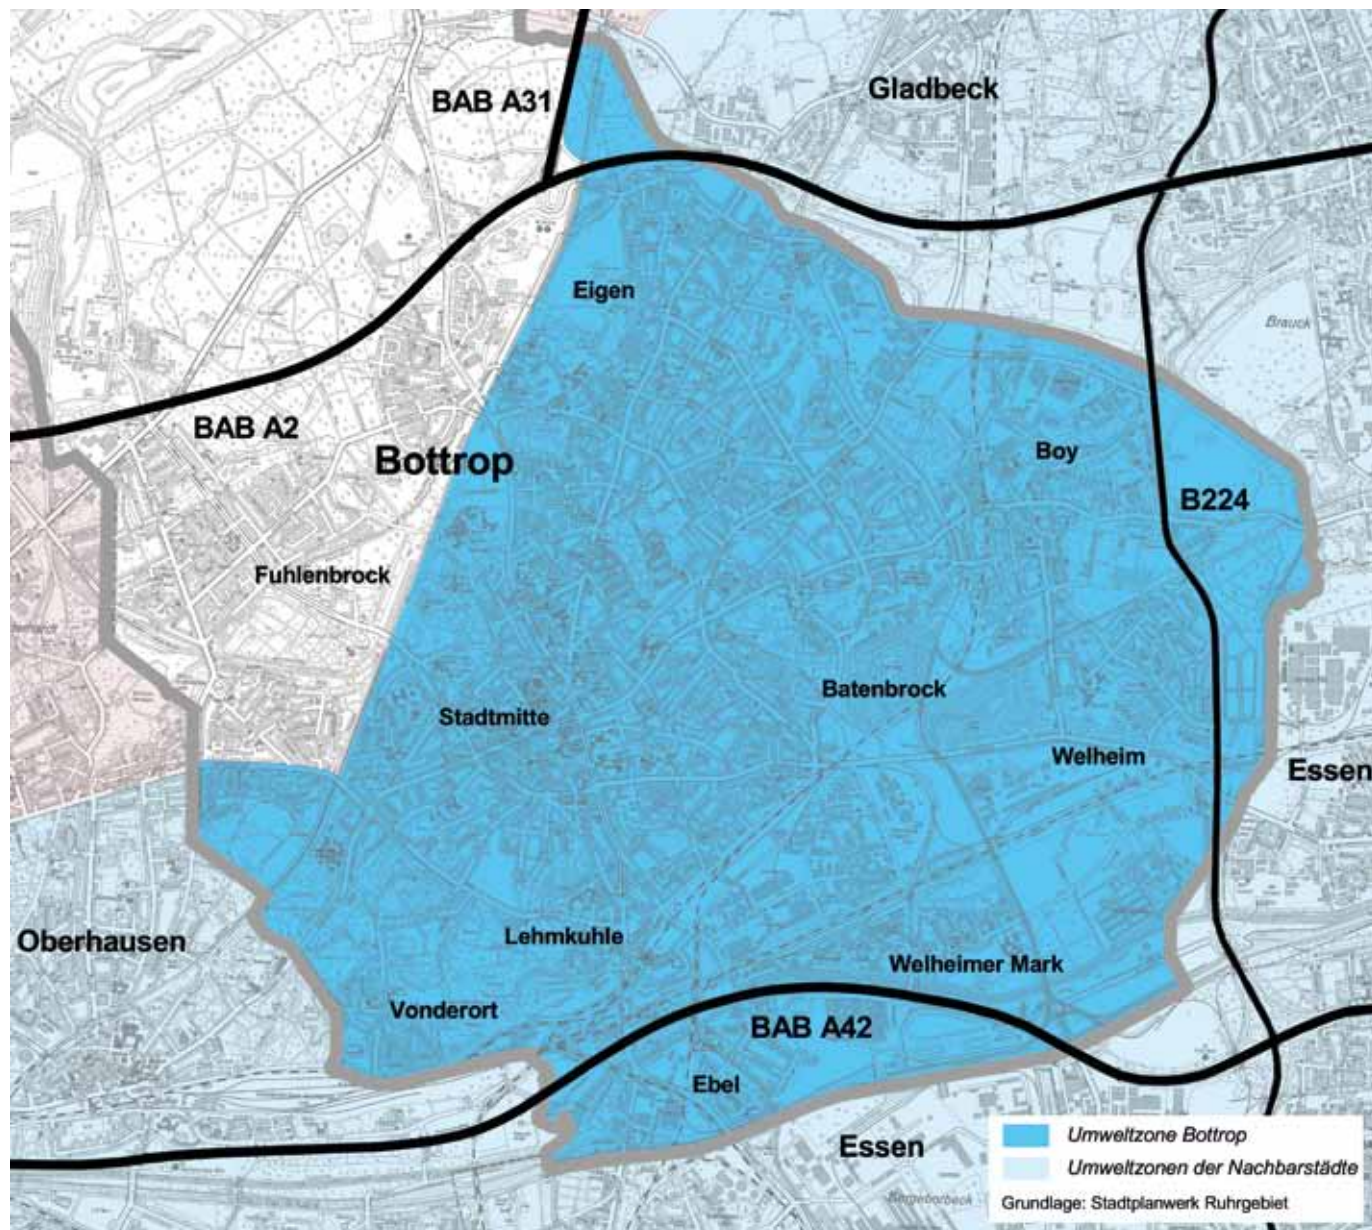 BAB A31
Gladbeck
Eigen
Brauck
BAB A2
Bottrop
Boy
B224
Fuhlenbrock
Batenbrock
Stadtmitte
Welheim
Essen
Oberhausen
Lehmkuhle
Welheimer Mark
Vonderort
BAB A42
Ebel
Essen
Umweltzone Bottrop
Umweltzonen der Nachbarstädte
Grundlage: Stadtplanwerk Ruhrgebiet